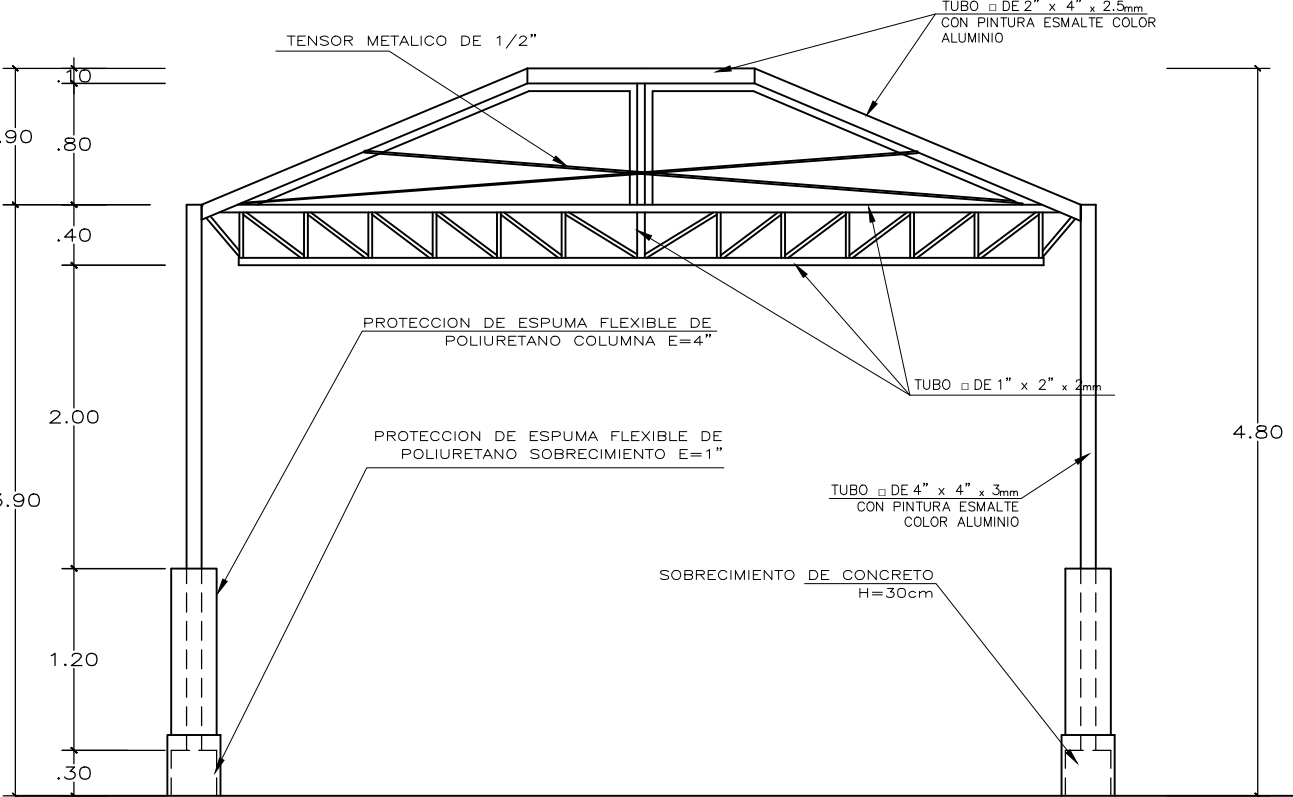 TUBO □ DE 2” x 4” x 2.5mm
CON PINTURA ESMALTE COLOR
ALUMINIO
TENSOR METALICO DE 1/2”
.10
.90
.80
.40
PROTECCION DE ESPUMA FLEXIBLE DE
POLIURETANO COLUMNA E=4”
TUBO □ DE 1” x 2” x 2mm
2.00
4.80
PROTECCION DE ESPUMA FLEXIBLE DE
POLIURETANO SOBRECIMIENTO E=1”
3.90
TUBO □ DE 4” x 4” x 3mm
CON PINTURA ESMALTE
COLOR ALUMINIO
SOBRECIMIENTO DE CONCRETO
H=30cm
1.20
.30